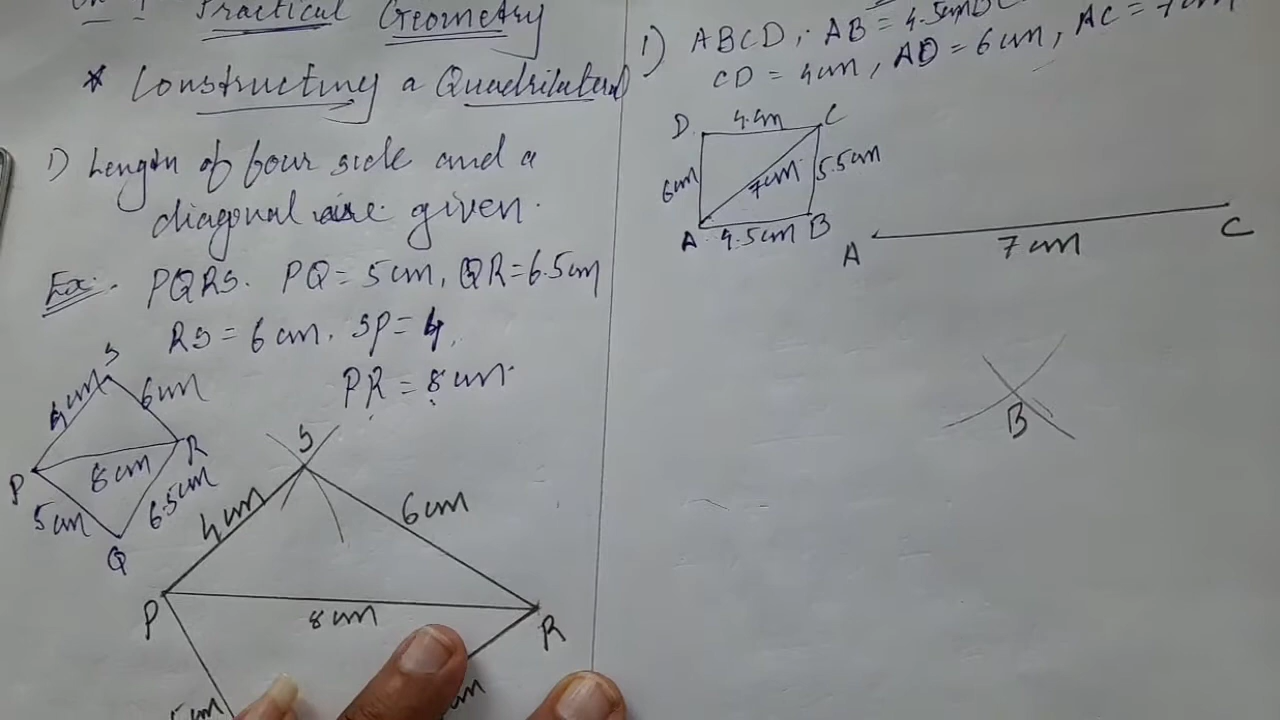 Practical Geometry
* Constructing a Quadrilateral
1) Length of four side and a
diagonal are given.
Ex:. PQRS. PQ = 5cm, QR = 6.5cm
RS = 6cm. SP = 4,
PR = 8cm.
S
4cm
6cm
P
8cm
R
5cm
6.5cm
Q
S
4cm
6cm
P
8cm
R
5cm
1) ABCD, AB = 4.5cm
CD = 4cm, AD = 6cm, AC = 7cm
D
4cm
C
6cm
7cm
5.5cm
A
4.5cm
B
A
7cm
C
B